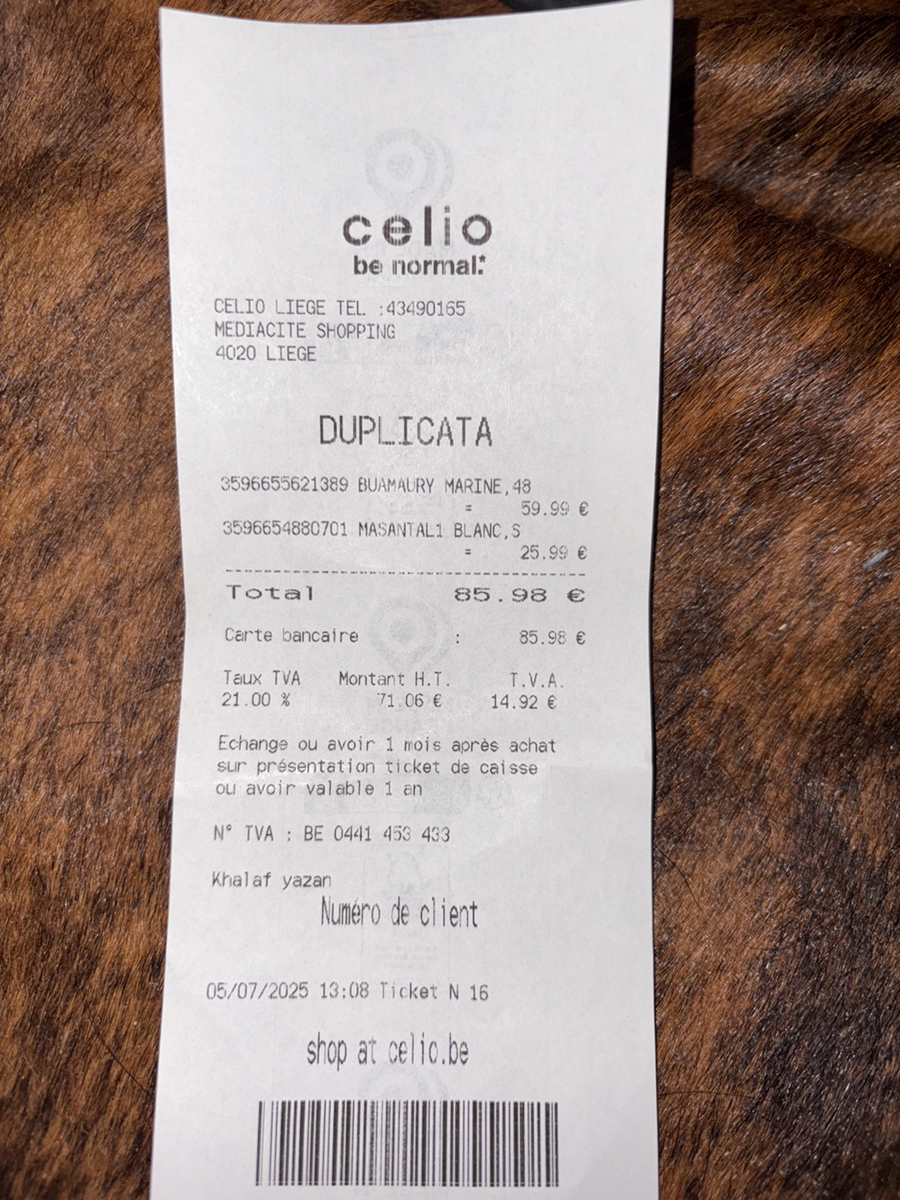 celio
be normal.*
CELIO LIEGE TEL :43490165
MEDIACITE SHOPPING
4020 LIEGE
DUPLICATA
3596655621389 BUAMAURY MARINE,48
= 59.99 €
3596654880701 MASANTAL1 BLANC,S
= 25.99 €
Total 85.98 €
Carte bancaire : 85.98 €
Taux TVA Montant H.T. T.V.A.
21.00 % 71.06 € 14.92 €
Echange ou avoir 1 mois après achat
sur présentation ticket de caisse
ou avoir valable 1 an
N° TVA : BE 0441 453 433
Khalaf yazan
Numéro de client
05/07/2025 13:08 Ticket N 16
shop at celio.be